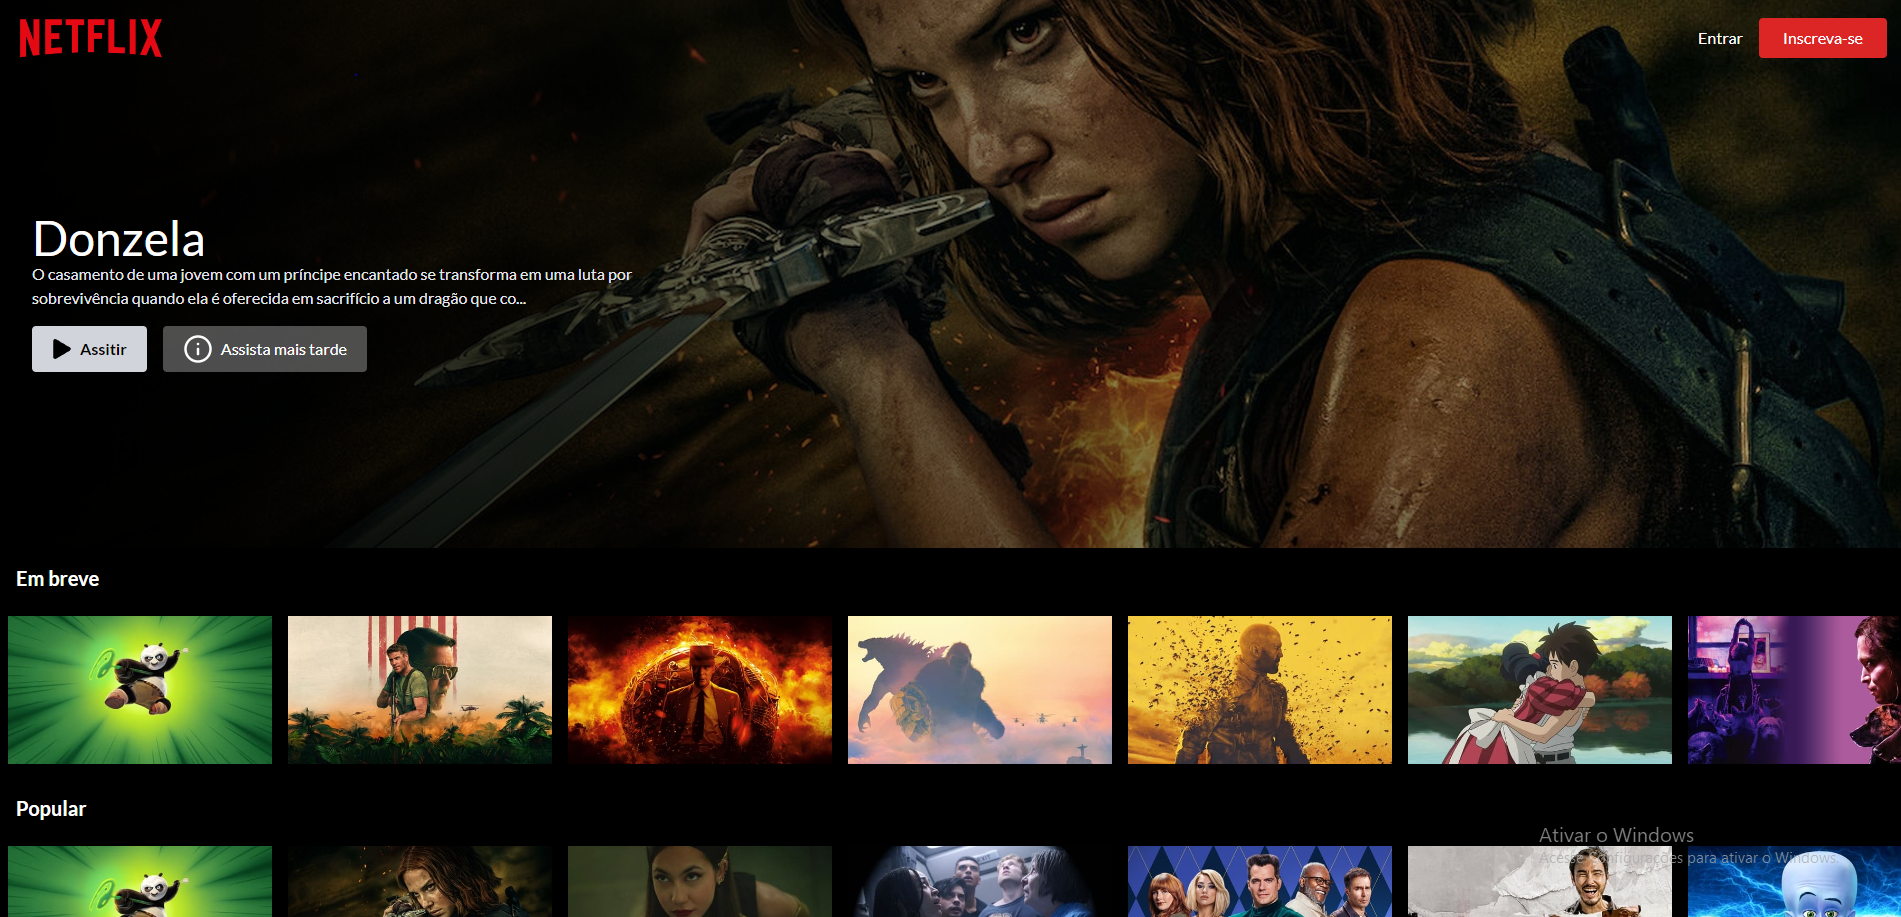 NETFLIX
Entrar
Inscreva-se
Donzela
O casamento de uma jovem com um príncipe encantado se transforma em uma luta por
sobrevivência quando ela é oferecida em sacrifício a um dragão que co...
Assitir
Assista mais tarde
Em breve
Popular
Ativar o Windows
Acesse Configurações para ativar o Windows.